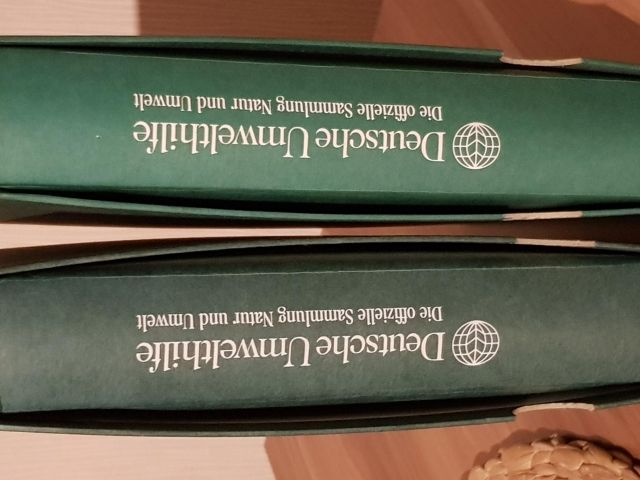 Deutsche Umwelthilfe
Die offizielle Sammlung Natur und Umwelt
Deutsche Umwelthilfe
Die offizielle Sammlung Natur und Umwelt